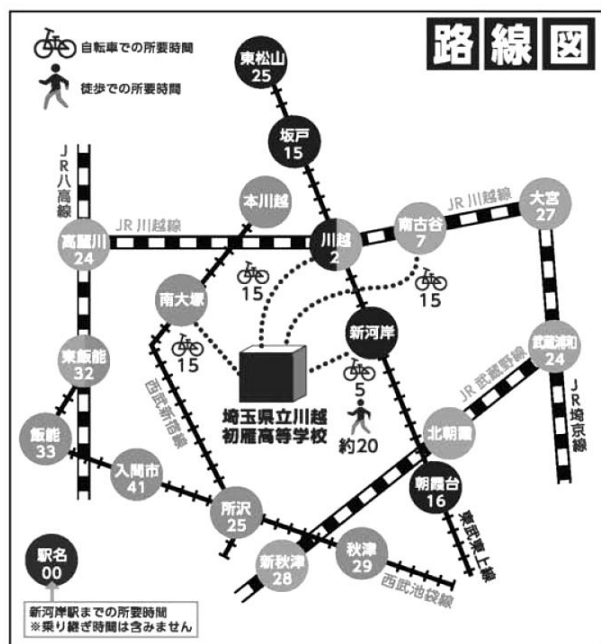 路線図
自転車での所要時間
徒歩での所要時間
東松山
25
坂戸
15
JR八高線
本川越
JR川越線
大宮
27
JR川越線
南古谷
7
高麗川
24
川越
2
15
15
南大塚
新河岸
15
東飯能
32
武蔵浦和
24
5
JR武蔵野線
西武新宿線
埼玉県立川越
初雁高等学校
約20
JR埼京線
北朝霞
飯能
33
入間市
41
朝霞台
16
所沢
25
東武東上線
秋津
29
新秋津
28
西武池袋線
駅名
00
新河岸駅までの所要時間
※乗り継ぎ時間は含みません